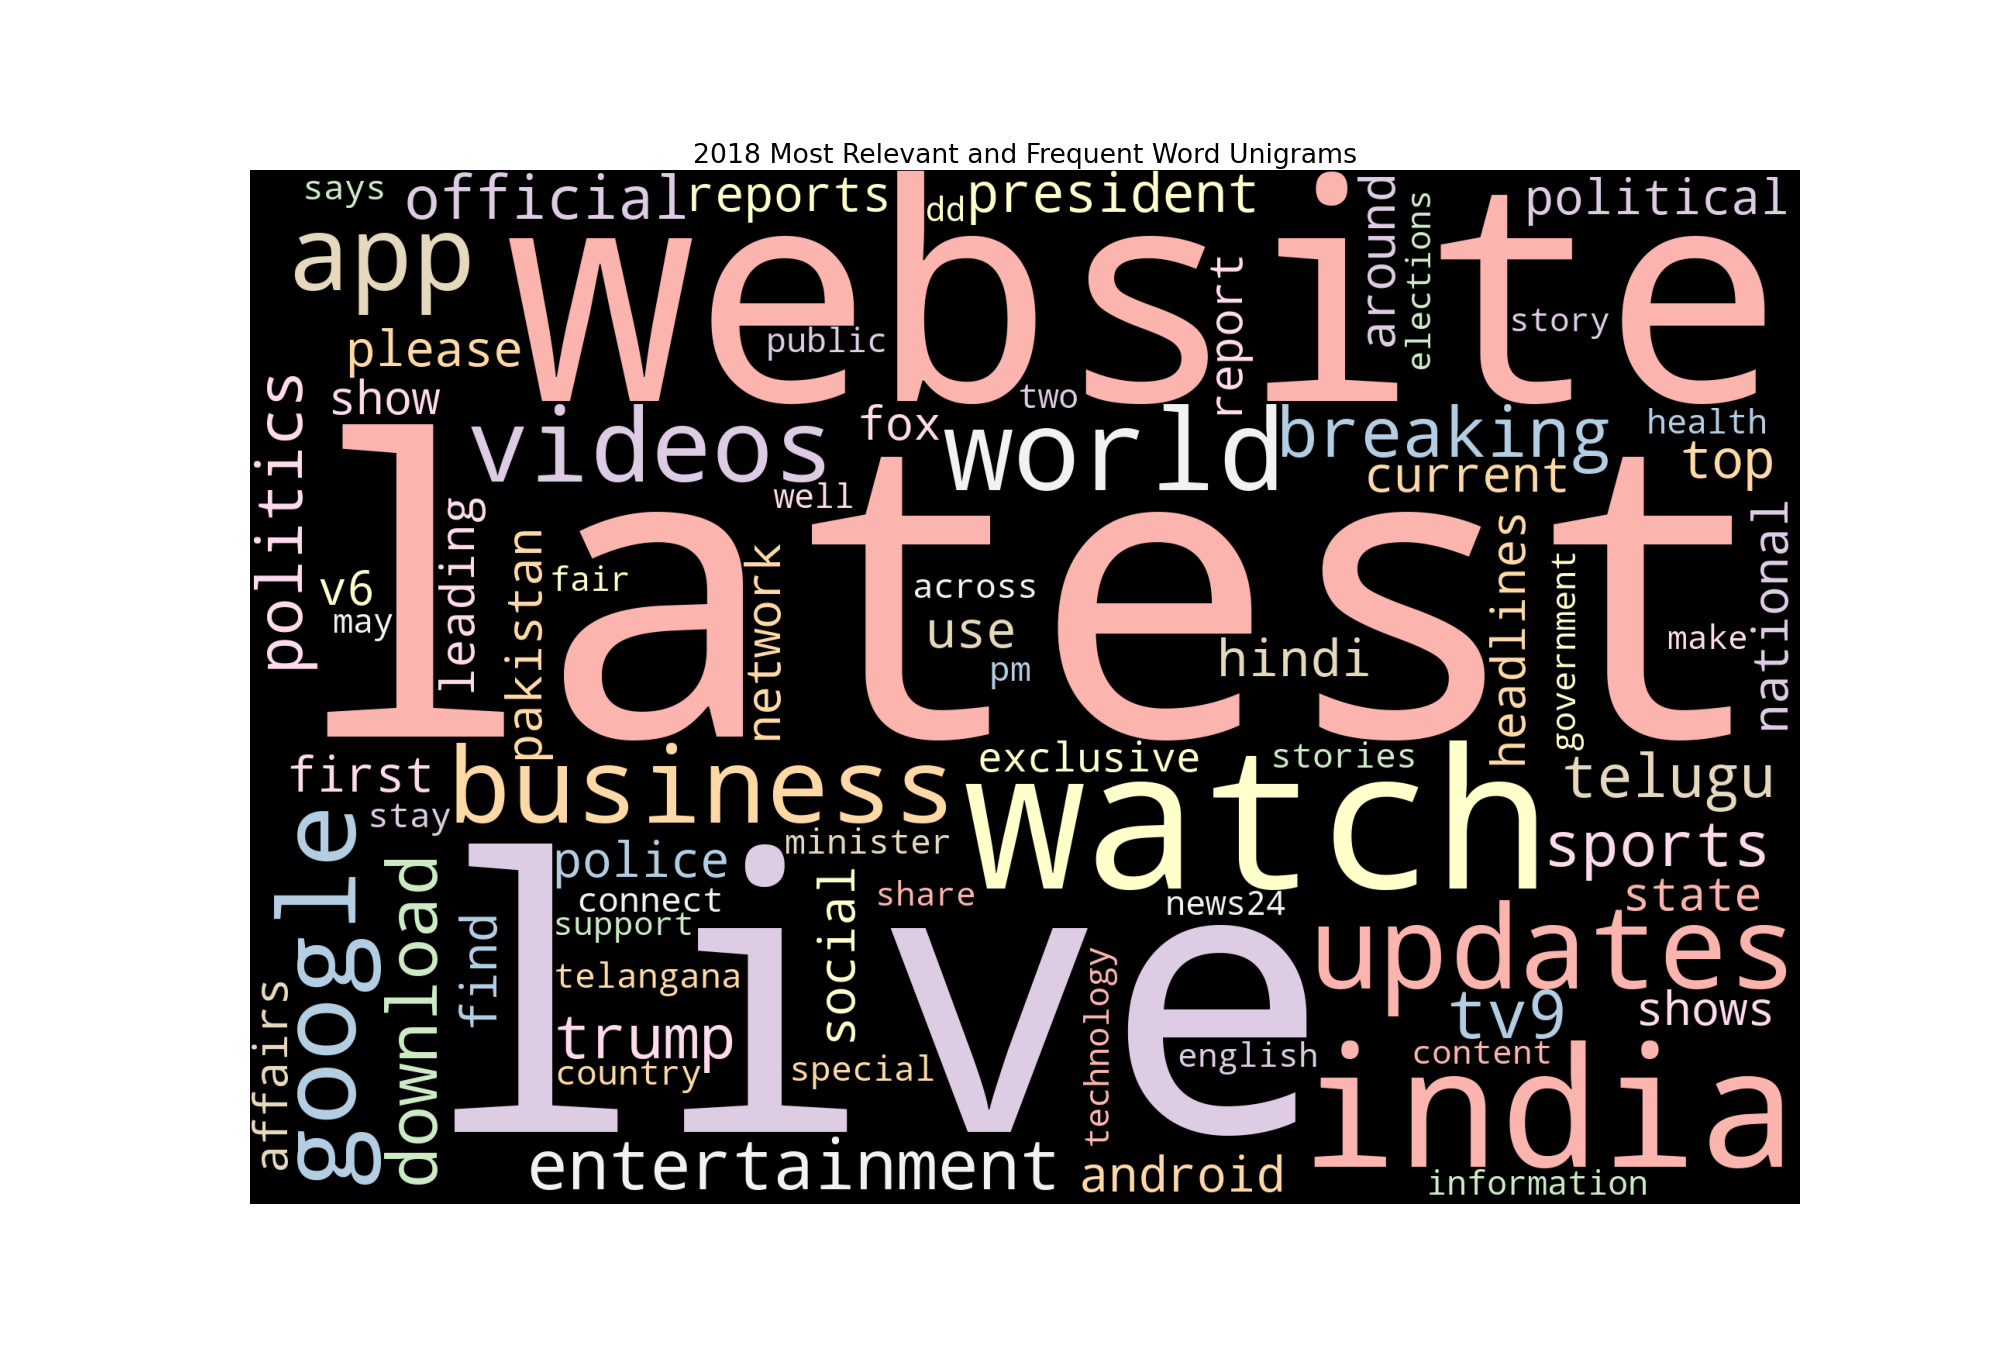 2018 Most Relevant and Frequent Word Unigrams
says
official
reports
dd
president
around
political
app
website
elections
report
story
please
public
show
two
politics
videos
fox
world
breaking
health
current
top
latest
leading
well
national
headlines
v6
may
pakistan
fair
network
across
use
pm
hindi
government
make
first
business
exclusive
stories
watch
telugu
stay
google
download
police
minister
sports
connect
support
share
news24
state
live
find
social
updates
telangana
technology
tv9
shows
affairs
trump
country
special
english
content
india
entertainment
android
information